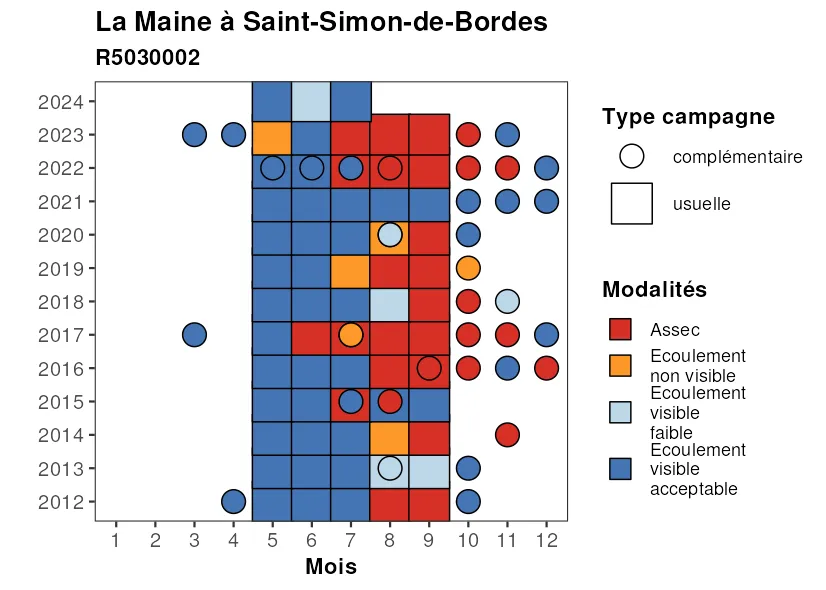 La Maine à Saint-Simon-de-Bordes
R5030002
2024
2023
2022
2021
2020
2019
2018
2017
2016
2015
2014
2013
2012
1 2 3 4 5 6 7 8 9 10 11 12
Mois
Type campagne
complémentaire
usuelle
Modalités
Assec
Ecoulement
non visible
Ecoulement
visible
faible
Ecoulement
visible
acceptable